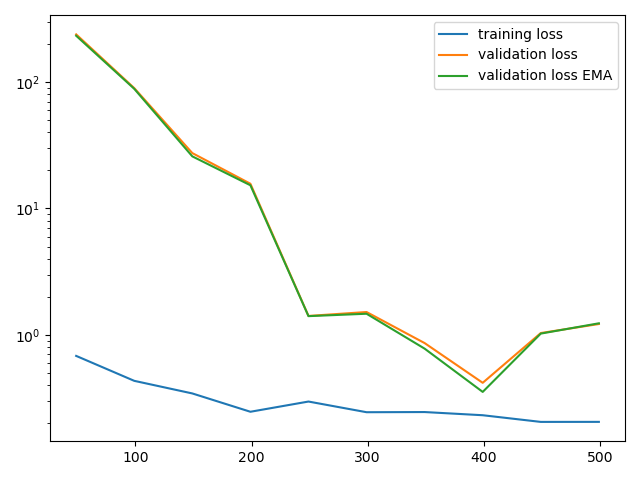 training loss
validation loss
validation loss EMA
10²
10¹
10⁰
100 200 300 400 500